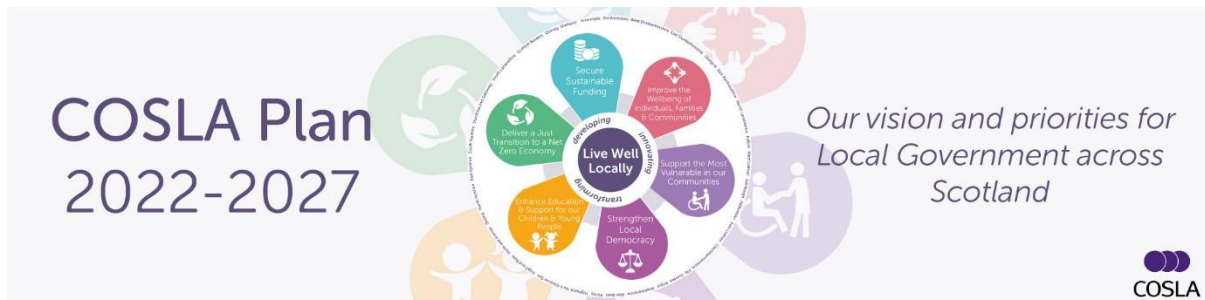 COSLA Plan
2022-2027
Secure
Sustainable
Funding
Improve the
Wellbeing of
Individuals, Families
& Communities
Support the Most
Vulnerable in our
Communities
Strengthen
Local
Democracy
Enhance Education
& Support for our
Children & Young
People
Deliver a Just
Transition to a Net
Zero Economy
developing
innovating
transforming
Live Well
Locally
Our vision and priorities for
Local Government across
Scotland
COSLA